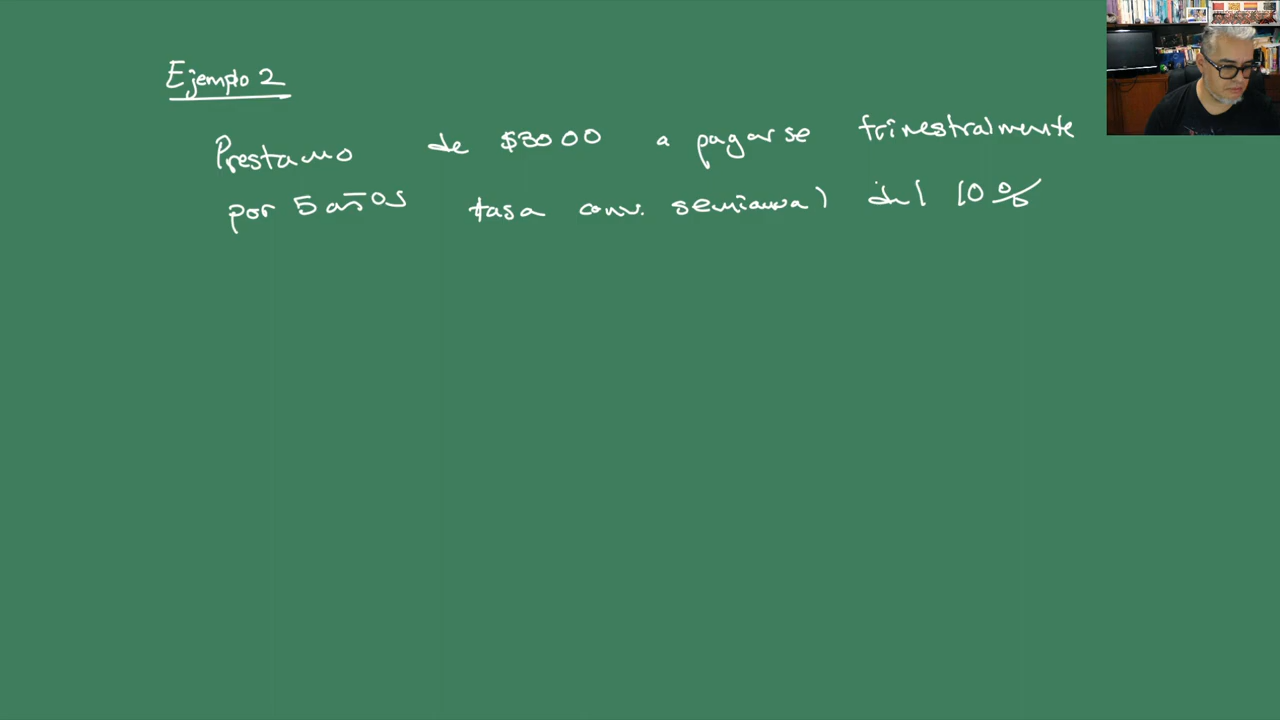 Ejemplo 2
Prestamo de $3000 a pagarse trimestralmente
por 5 años tasa conv. semianual del 10%